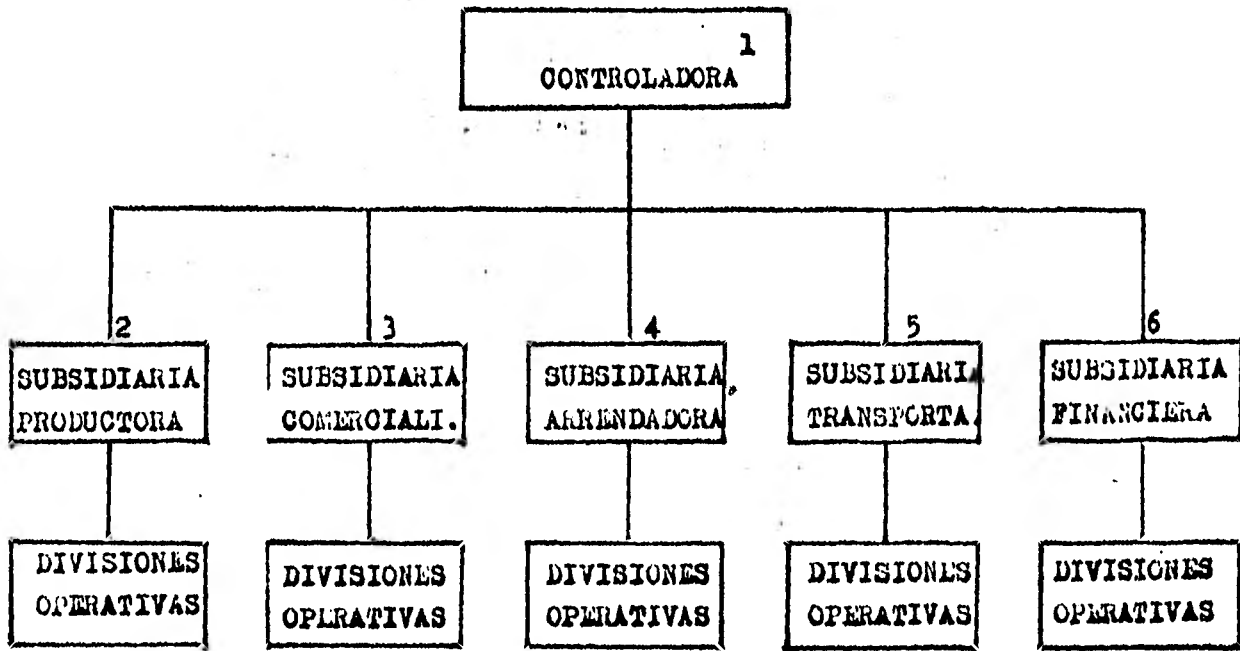 1
CONTROLADORA
2
SUBSIDIARIA
PRODUCTORA
3
SUBSIDIARIA
COMERCIALI.
4
SUBSIDIARIA
ARRENDADORA
5
SUBSIDIARIA
TRANSPORTA.
6
SUBSIDIARIA
FINANCIERA
DIVISIONES
OPERATIVAS
DIVISIONES
OPERATIVAS
DIVISIONES
OPERATIVAS
DIVISIONES
OPERATIVAS
DIVISIONES
OPERATIVAS